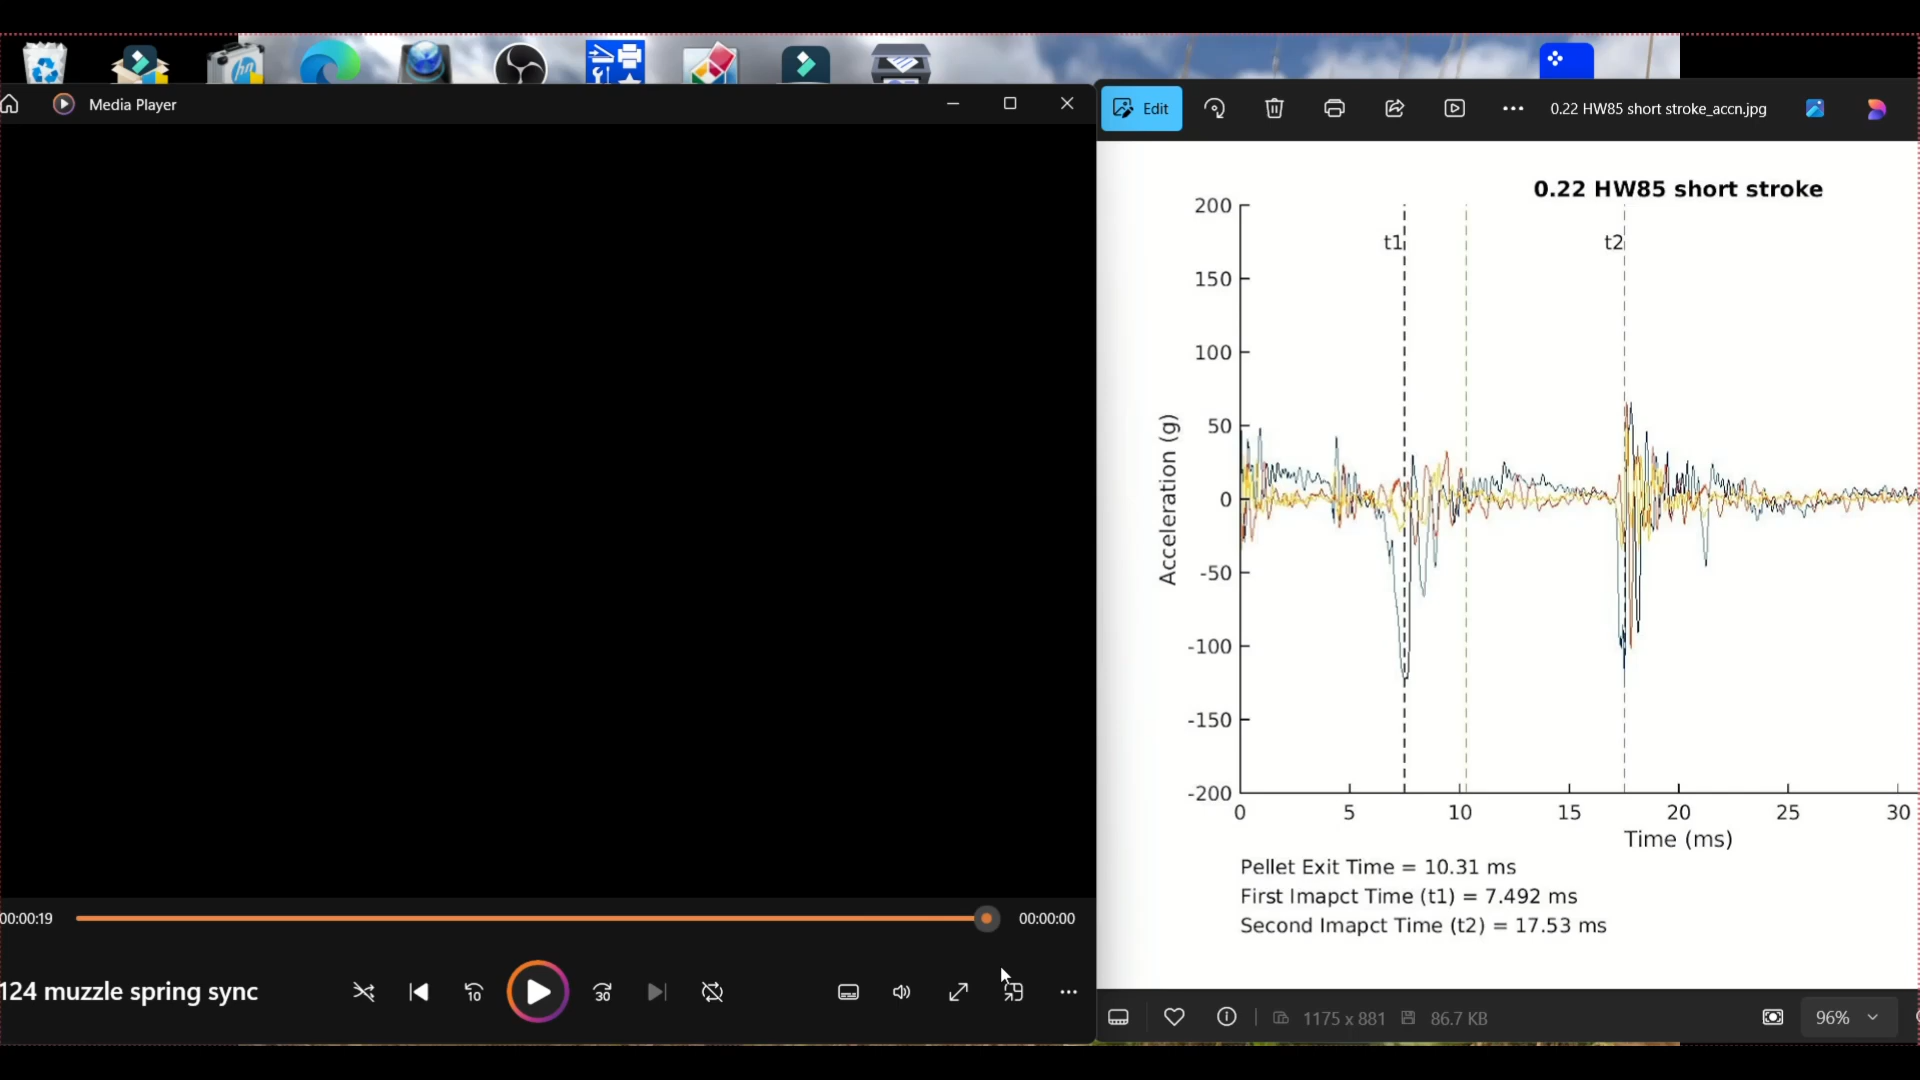 Media Player
Edit
0.22 HW85 short stroke_accn.jpg
0.22 HW85 short stroke
200
t1
t2
150
100
50
0
-50
-100
-150
-200
Acceleration (g)
0
5
10
15
20
25
30
Time (ms)
Pellet Exit Time = 10.31 ms
First Imapct Time (t1) = 7.492 ms
Second Imapct Time (t2) = 17.53 ms
00:00:19
00:00:00
124 muzzle spring sync
10
30
1175 x 881
86.7 KB
96%
hp